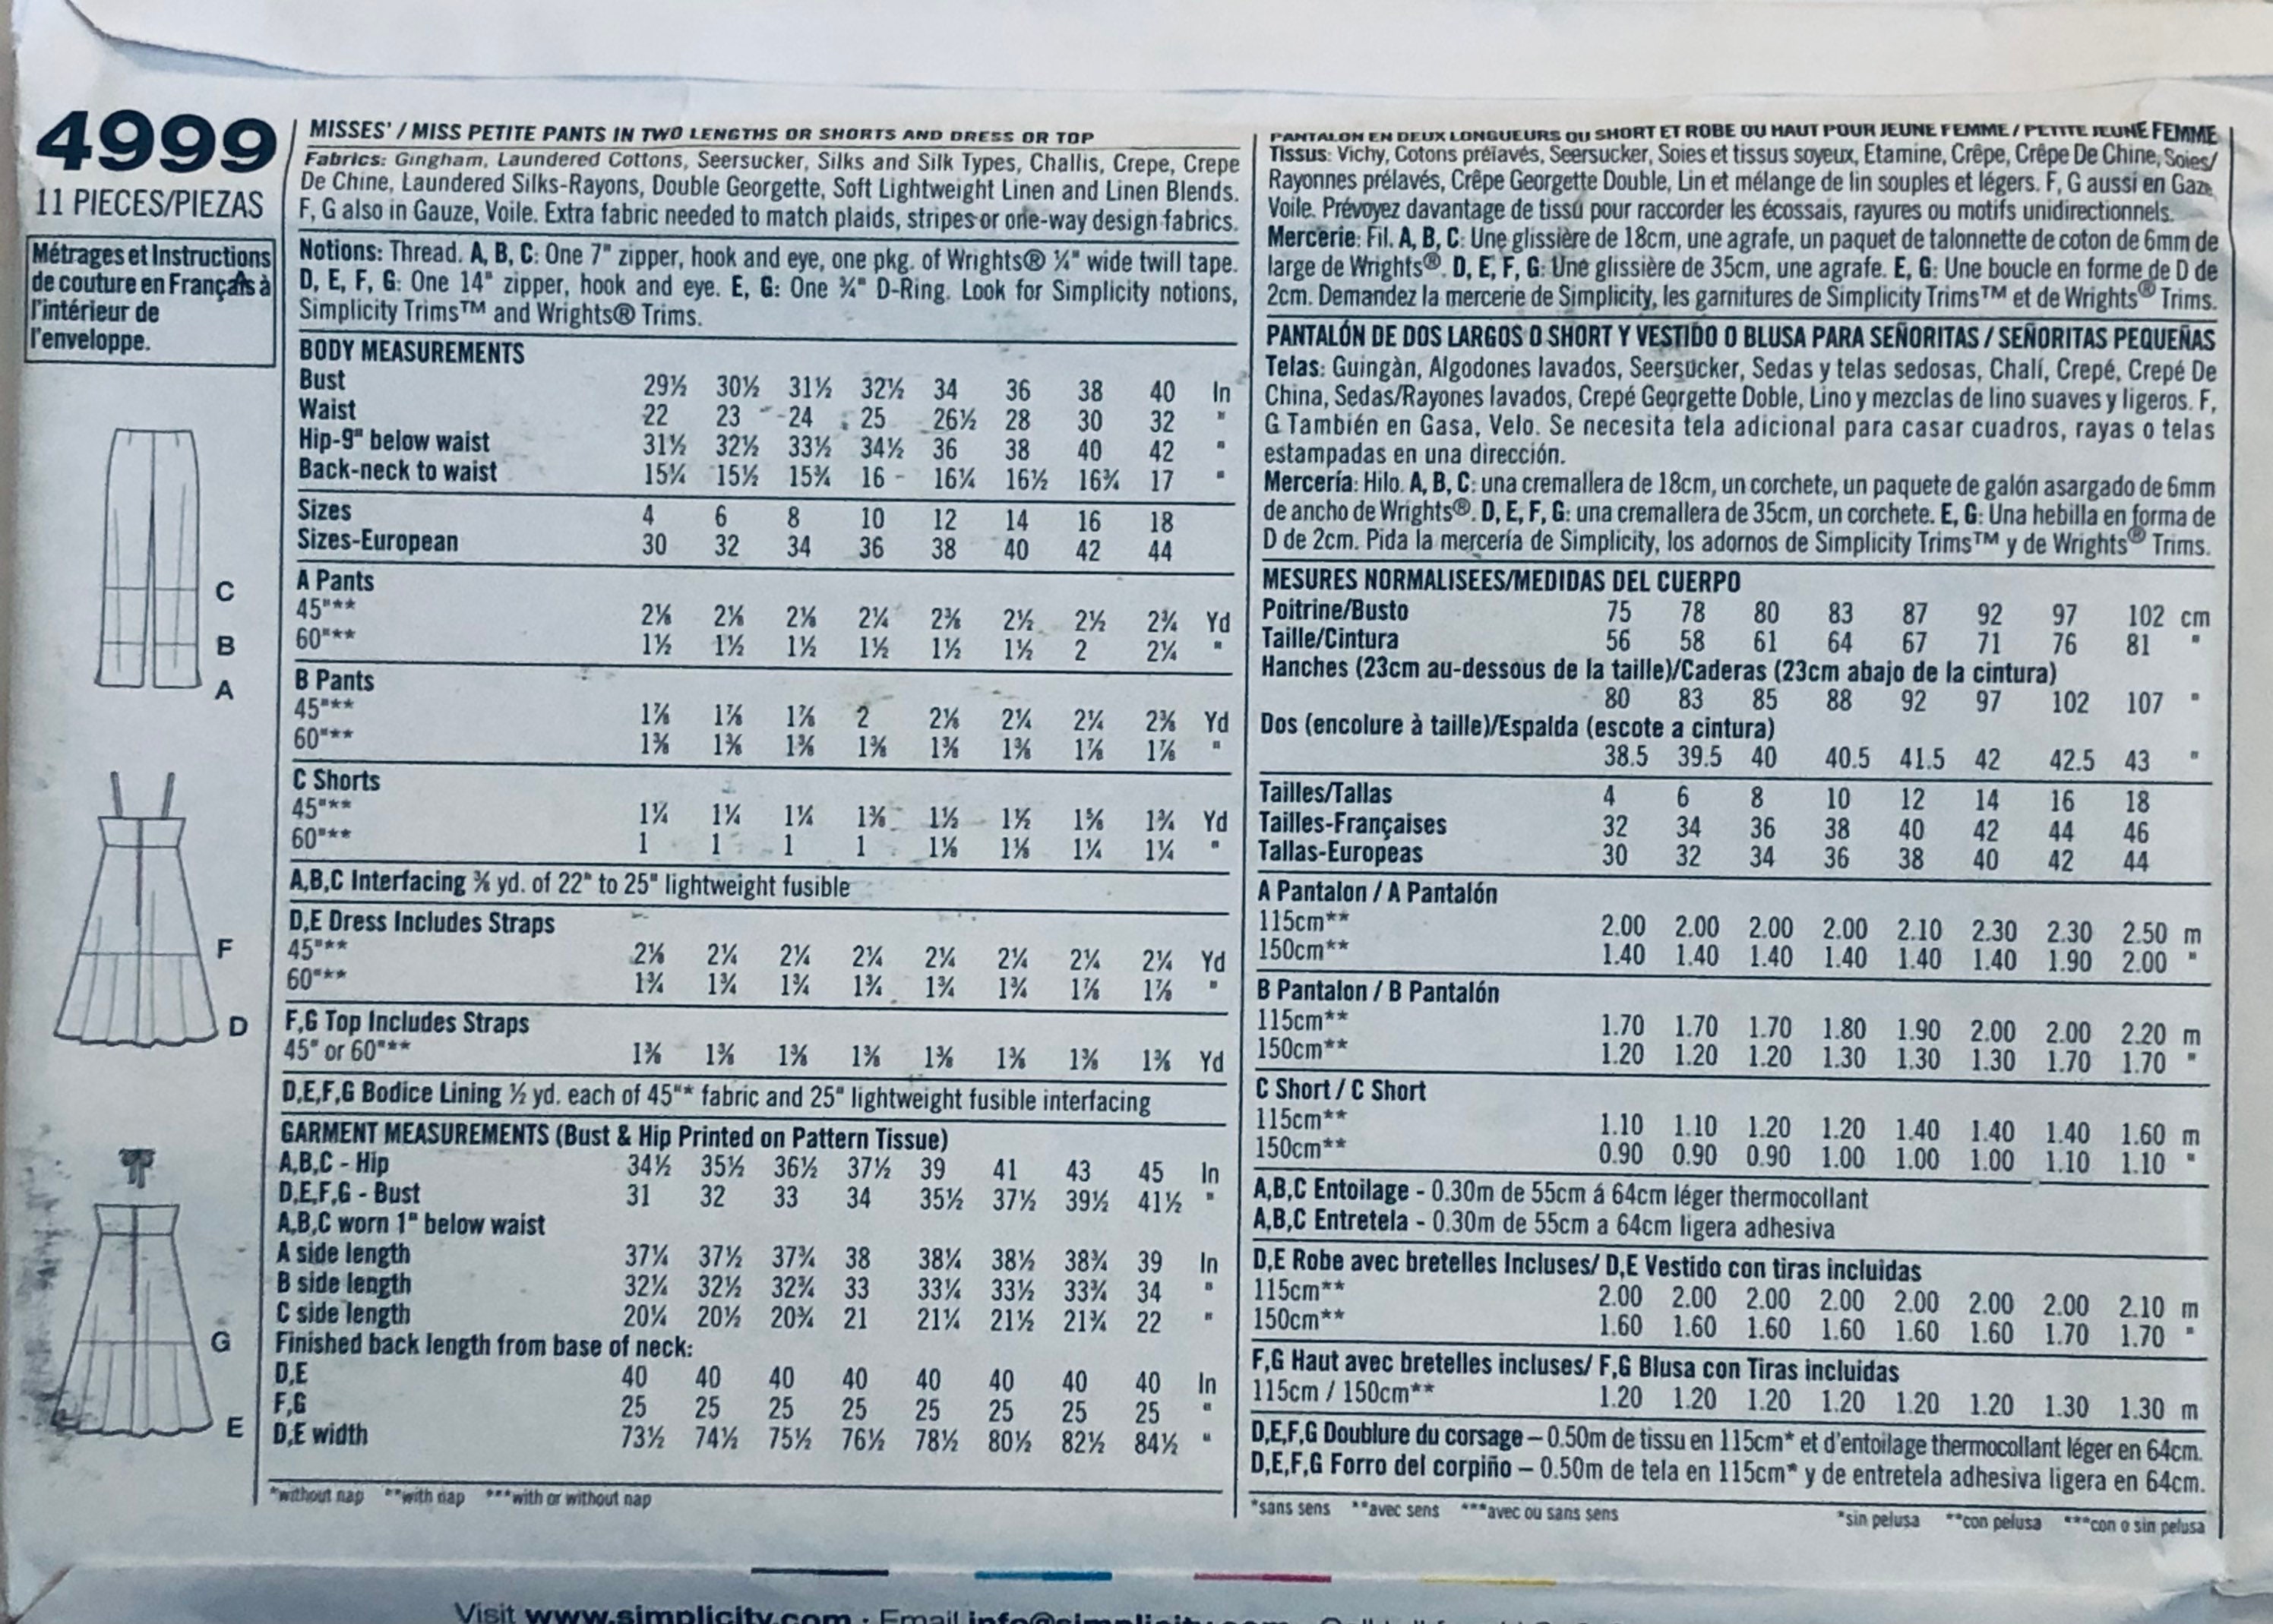 4999
11 PIECES/PIEZAS
Métrages et Instructions
de couture en Français à
l'intérieur de
l'enveloppe.
C
B
A
F
D
G
E
MISSES' / MISS PETITE PANTS IN TWO LENGTHS OR SHORTS AND DRESS OR TOP
Fabrics: Gingham, Laundered Cottons, Seersucker, Silks and Silk Types, Challis, Crepe, Crepe
De Chine, Laundered Silks-Rayons, Double Georgette, Soft Lightweight Linen and Linen Blends.
F, G also in Gauze, Voile. Extra fabric needed to match plaids, stripes or one-way design fabrics.
Notions: Thread. A, B, C: One 7" zipper, hook and eye, one pkg. of Wrights® ¼" wide twill tape.
D, E, F, G: One 14" zipper, hook and eye. E, G: One ¾" D-Ring. Look for Simplicity notions,
Simplicity Trims™ and Wrights® Trims.
BODY MEASUREMENTS
Bust 29½ 30½ 31½ 32½ 34 36 38 40 In
Waist 22 23 24 25 26½ 28 30 32 "
Hip-9" below waist 31½ 32½ 33½ 34½ 36 38 40 42 "
Back-neck to waist 15¼ 15½ 15¾ 16 16¼ 16½ 16¾ 17 "
Sizes 4 6 8 10 12 14 16 18
Sizes-European 30 32 34 36 38 40 42 44
A Pants
45"** 2⅛ 2⅛ 2⅛ 2¼ 2⅜ 2½ 2½ 2¾ Yd
60"** 1½ 1½ 1½ 1½ 1½ 1½ 2 2¼ "
B Pants
45"** 1⅞ 1⅞ 1⅞ 2 2⅛ 2¼ 2¼ 2⅜ Yd
60"** 1⅜ 1⅜ 1⅜ 1⅜ 1⅜ 1⅜ 1⅞ 1⅞ "
C Shorts
45"** 1¼ 1¼ 1¼ 1⅜ 1½ 1½ 1⅝ 1¾ Yd
60"** 1 1 1 1 1⅛ 1⅛ 1¼ 1¼ "
A,B,C Interfacing ⅜ yd. of 22" to 25" lightweight fusible
D,E Dress Includes Straps
45"** 2⅛ 2¼ 2¼ 2¼ 2¼ 2¼ 2¼ 2¼ Yd
60"** 1¾ 1¾ 1¾ 1¾ 1¾ 1¾ 1⅞ 1⅞ "
F,G Top Includes Straps
45" or 60"** 1⅜ 1⅜ 1⅜ 1⅜ 1⅜ 1⅜ 1⅜ 1⅜ Yd
D,E,F,G Bodice Lining ½ yd. each of 45"* fabric and 25" lightweight fusible interfacing
GARMENT MEASUREMENTS (Bust & Hip Printed on Pattern Tissue)
A,B,C - Hip 34½ 35½ 36½ 37½ 39 41 43 45 In
D,E,F,G - Bust 31 32 33 34 35½ 37½ 39½ 41½ "
A,B,C worn 1" below waist
A side length 37¼ 37½ 37¾ 38 38¼ 38½ 38¾ 39 In
B side length 32¼ 32½ 32¾ 33 33¼ 33½ 33¾ 34 "
C side length 20¼ 20½ 20¾ 21 21¼ 21½ 21¾ 22 "
Finished back length from base of neck:
D,E 40 40 40 40 40 40 40 40 In
F,G 25 25 25 25 25 25 25 25 "
D,E width 73½ 74½ 75½ 76½ 78½ 80½ 82½ 84½ "
*without nap **with nap ***with or without nap
PANTALON EN DEUX LONGUEURS OU SHORT ET ROBE OU HAUT POUR JEUNE FEMME / PETITE JEUNE FEMME
Tissus: Vichy, Cotons prélavés, Seersucker, Soies et tissus soyeux, Etamine, Crêpe, Crêpe De Chine, Soies/
Rayonnes prélavés, Crêpe Georgette Double, Lin et mélange de lin souples et légers. F, G aussi en Gaze,
Voile. Prévoyez davantage de tissu pour raccorder les écossais, rayures ou motifs unidirectionnels.
Mercerie: Fil. A, B, C: Une glissière de 18cm, une agrafe, un paquet de talonnette de coton de 6mm de
large de Wrights®. D, E, F, G: Une glissière de 35cm, une agrafe. E, G: Une boucle en forme de D de
2cm. Demandez la mercerie de Simplicity, les garnitures de Simplicity Trims™ et de Wrights® Trims.
PANTALÓN DE DOS LARGOS O SHORT Y VESTIDO O BLUSA PARA SEÑORITAS / SEÑORITAS PEQUEÑAS
Telas: Guingàn, Algodones lavados, Seersucker, Sedas y telas sedosas, Chalí, Crepé, Crepé De
China, Sedas/Rayones lavados, Crepé Georgette Doble, Lino y mezclas de lino suaves y ligeros. F,
G También en Gasa, Velo. Se necesita tela adicional para casar cuadros, rayas o telas
estampadas en una dirección.
Mercería: Hilo. A, B, C: una cremallera de 18cm, un corchete, un paquete de galón asargado de 6mm
de ancho de Wrights®. D, E, F, G: una cremallera de 35cm, un corchete. E, G: Una hebilla en forma de
D de 2cm. Pida la mercería de Simplicity, los adornos de Simplicity Trims™ y de Wrights® Trims.
MESURES NORMALISEES/MEDIDAS DEL CUERPO
Poitrine/Busto 75 78 80 83 87 92 97 102 cm
Taille/Cintura 56 58 61 64 67 71 76 81 "
Hanches (23cm au-dessous de la taille)/Caderas (23cm abajo de la cintura)
80 83 85 88 92 97 102 107 "
Dos (encolure à taille)/Espalda (escote a cintura)
38.5 39.5 40 40.5 41.5 42 42.5 43 "
Tailles/Tallas 4 6 8 10 12 14 16 18
Tailles-Françaises 32 34 36 38 40 42 44 46
Tallas-Europeas 30 32 34 36 38 40 42 44
A Pantalon / A Pantalón
115cm** 2.00 2.00 2.00 2.00 2.10 2.30 2.30 2.50 m
150cm** 1.40 1.40 1.40 1.40 1.40 1.40 1.90 2.00 "
B Pantalon / B Pantalón
115cm** 1.70 1.70 1.70 1.80 1.90 2.00 2.00 2.20 m
150cm** 1.20 1.20 1.20 1.30 1.30 1.30 1.70 1.70 "
C Short / C Short
115cm** 1.10 1.10 1.20 1.20 1.40 1.40 1.40 1.60 m
150cm** 0.90 0.90 0.90 1.00 1.00 1.00 1.10 1.10 "
A,B,C Entoilage - 0.30m de 55cm á 64cm léger thermocollant
A,B,C Entretela - 0.30m de 55cm a 64cm ligera adhesiva
D,E Robe avec bretelles Incluses/ D,E Vestido con tiras incluidas
115cm** 2.00 2.00 2.00 2.00 2.00 2.00 2.00 2.10 m
150cm** 1.60 1.60 1.60 1.60 1.60 1.60 1.70 1.70 "
F,G Haut avec bretelles incluses/ F,G Blusa con Tiras incluidas
115cm / 150cm** 1.20 1.20 1.20 1.20 1.20 1.20 1.30 1.30 m
D,E,F,G Doublure du corsage – 0.50m de tissu en 115cm* et d'entoilage thermocollant léger en 64cm.
D,E,F,G Forro del corpiño – 0.50m de tela en 115cm* y de entretela adhesiva ligera en 64cm.
*sans sens **avec sens ***avec ou sans sens *sin pelusa **con pelusa ***con o sin pelusa
Visit www.simplicity.com · Email